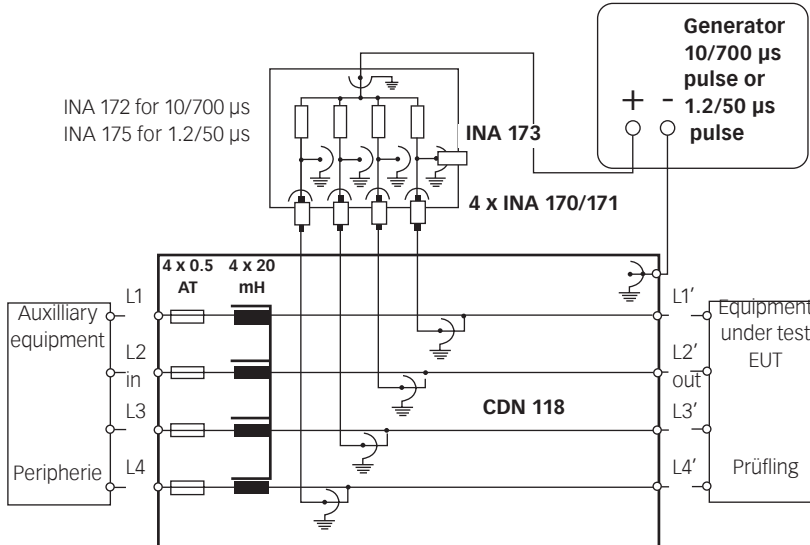 Generator
10/700 µs
pulse or
1.2/50 µs
pulse
+ -
INA 172 for 10/700 µs
INA 175 for 1.2/50 µs
INA 173
4 x INA 170/171
4 x 0.5
AT
4 x 20
mH
Auxilliary
equipment
Peripherie
L1
L2
in
L3
L4
CDN 118
L1’
L2’
out
L3’
L4’
Equipment
under test
EUT
Prüfling